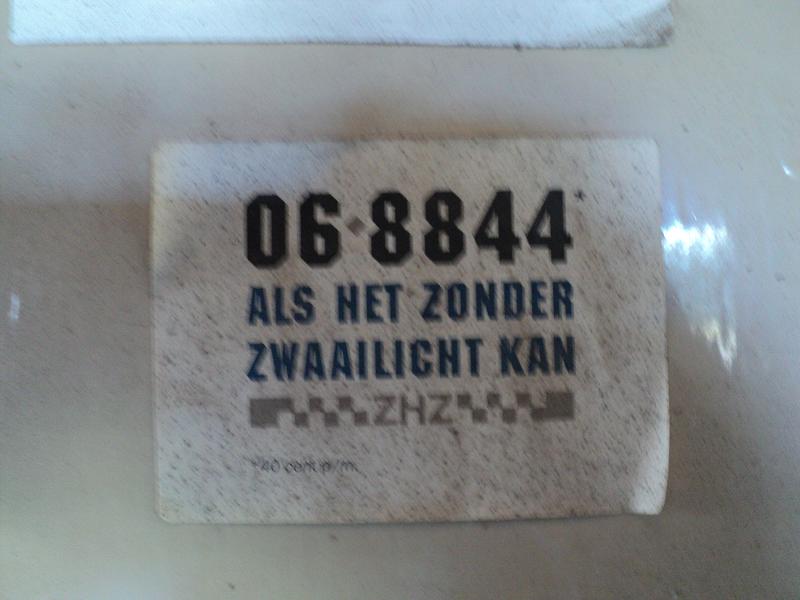 06·8844*
ALS HET ZONDER
ZWAAILICHT KAN
ZHZ
*40 cent p/m.